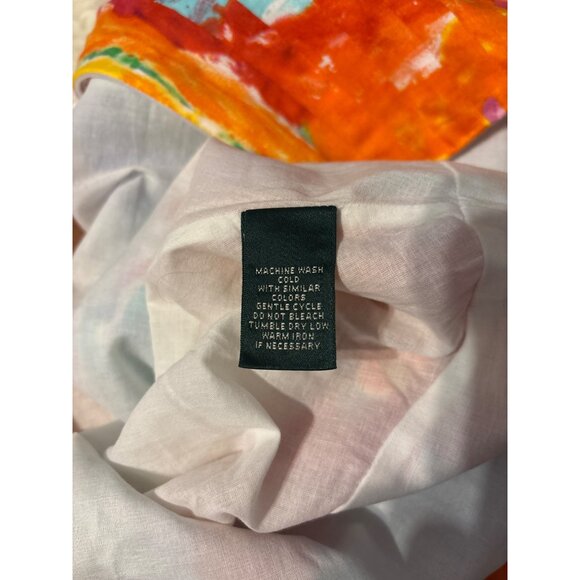 MACHINE WASH
COLD
WITH SIMILAR
COLORS
GENTLE CYCLE
DO NOT BLEACH
TUMBLE DRY LOW
WARM IRON
IF NECESSARY